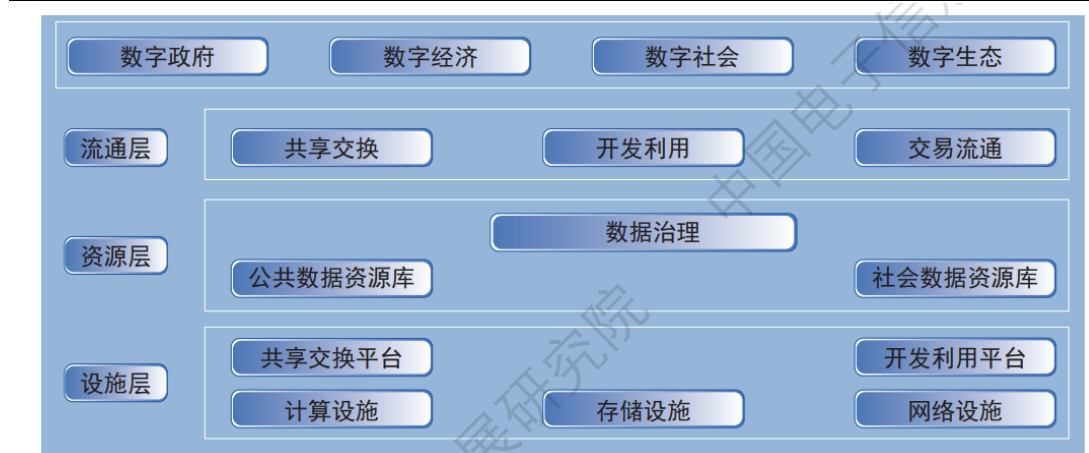 数字政府 数字经济 数字社会 数字生态
流通层 共享交换 开发利用 交易流通
数据治理
资源层
公共数据资源库 社会数据资源库
共享交换平台 开发利用平台
设施层
计算设施 存储设施 网络设施
中国电子信
展研究院